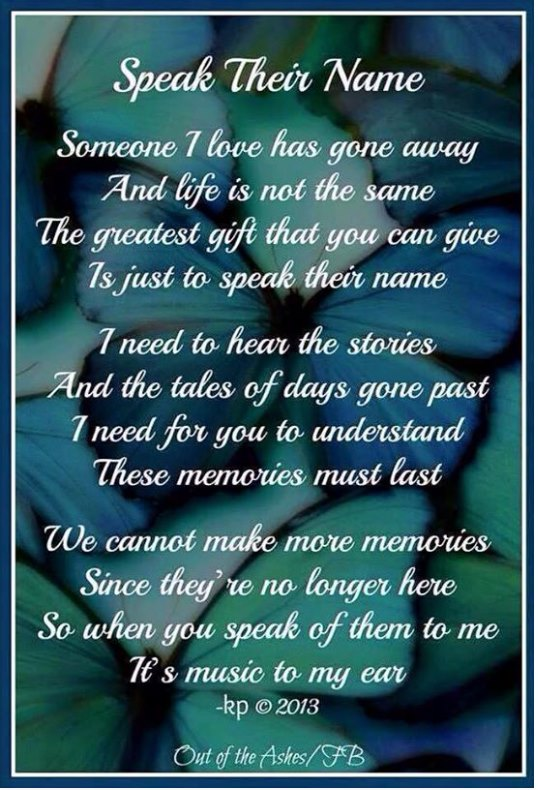 Speak Their Name
Someone I love has gone away
And life is not the same
The greatest gift that you can give
Is just to speak their name
I need to hear the stories
And the tales of days gone past
I need for you to understand
These memories must last
We cannot make more memories
Since they're no longer here
So when you speak of them to me
It's music to my ear
-kp © 2013
Out of the Ashes/FB